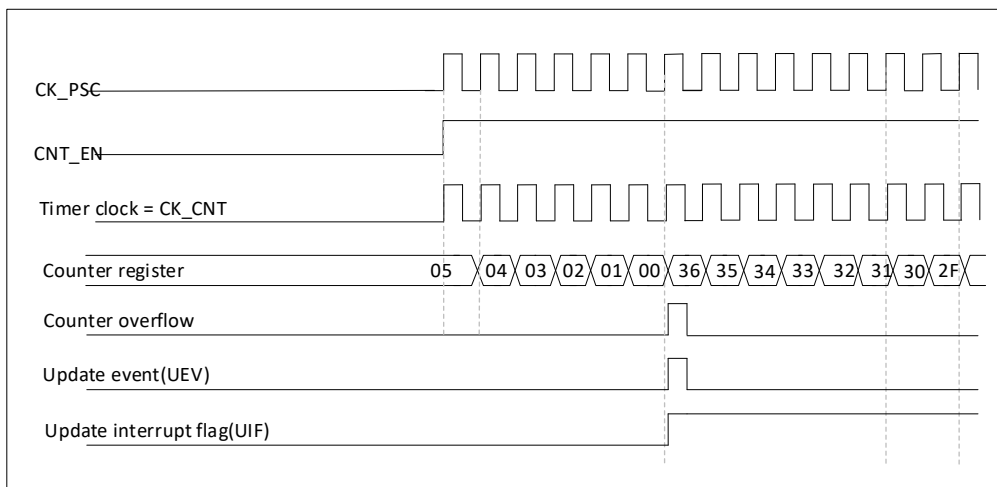 CK_PSC
CNT_EN
Timer clock = CK_CNT
Counter register 05 04 03 02 01 00 36 35 34 33 32 31 30 2F
Counter overflow
Update event(UEV)
Update interrupt flag(UIF)